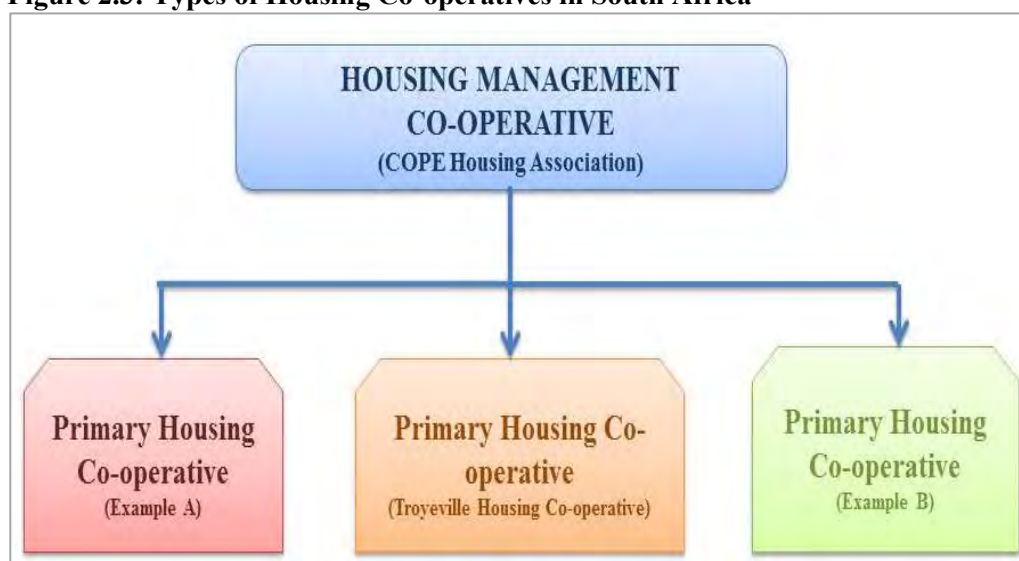 Figure 2.3: Types of Housing Co-operatives in South Africa
HOUSING MANAGEMENT
CO-OPERATIVE
(COPE Housing Association)
Primary Housing
Co-operative
(Example A)
Primary Housing Co-
operative
(Troyeville Housing Co-operative)
Primary Housing
Co-operative
(Example B)